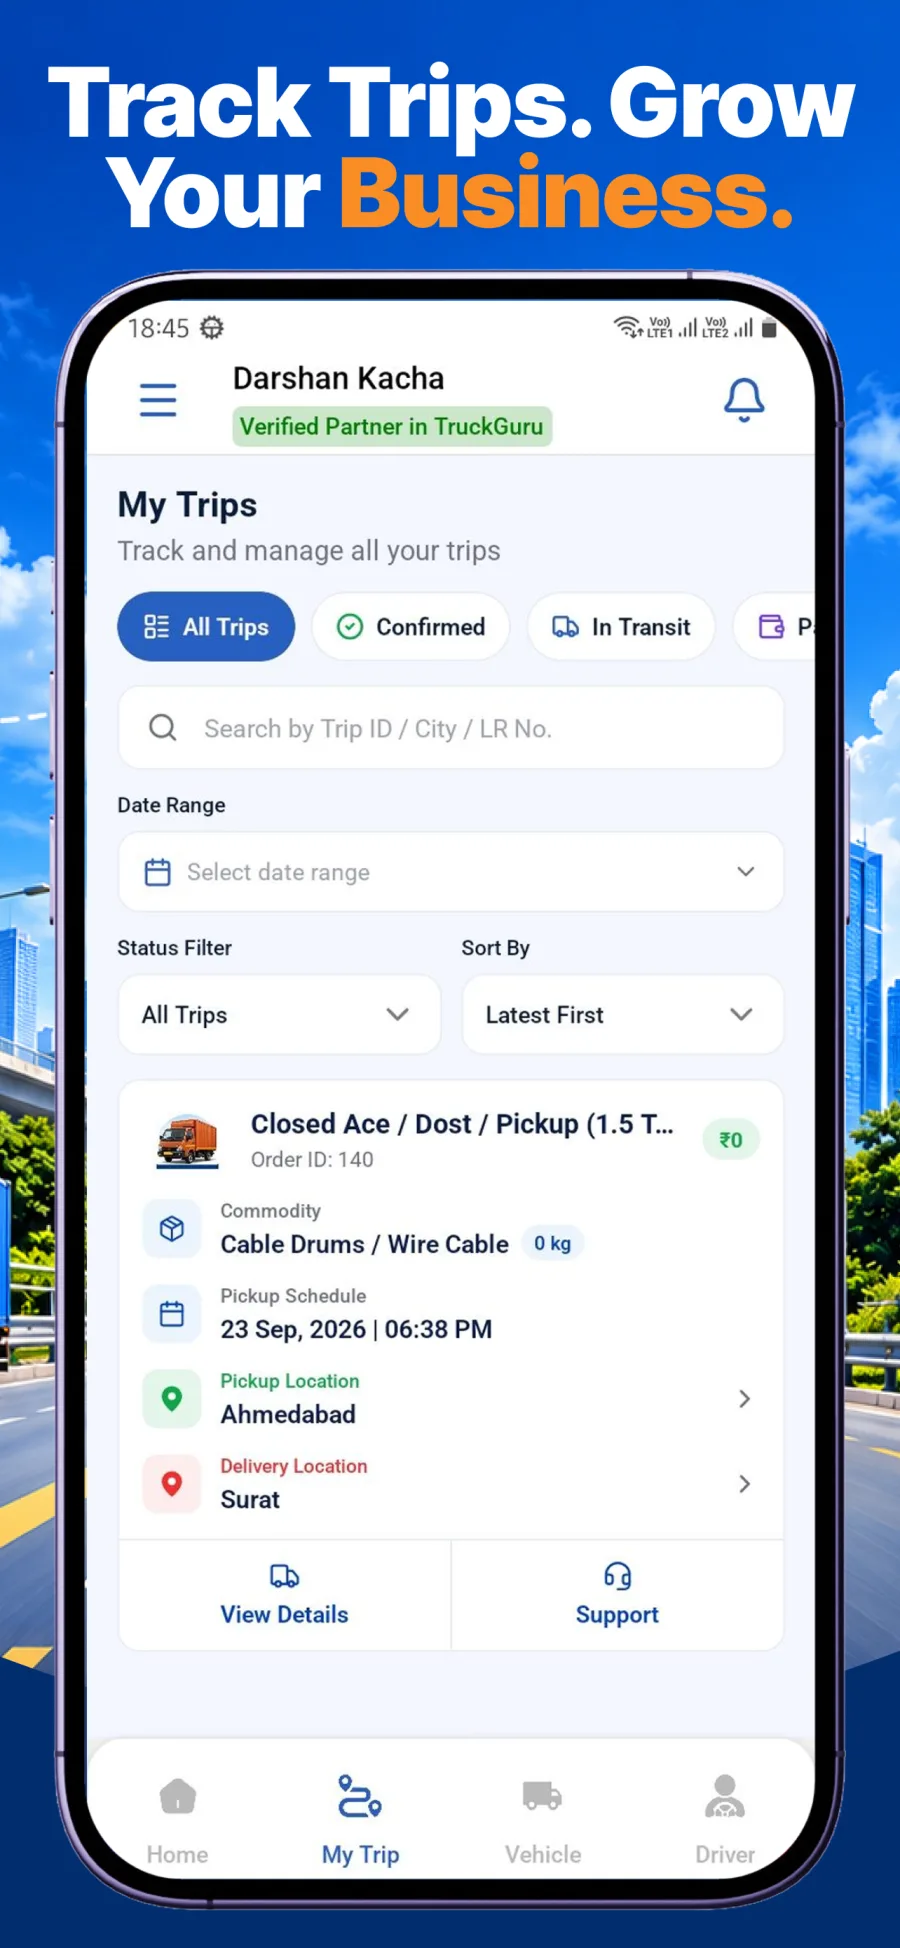 Track Trips. Grow
Your Business.
18:45
Vo)) LTE1 Vo)) LTE2
Darshan Kacha
Verified Partner in TruckGuru
My Trips
Track and manage all your trips
All Trips
Confirmed
In Transit
Search by Trip ID / City / LR No.
Date Range
Select date range
Status Filter
Sort By
All Trips
Latest First
Closed Ace / Dost / Pickup (1.5 T...
₹0
Order ID: 140
Commodity
Cable Drums / Wire Cable
0 kg
Pickup Schedule
23 Sep, 2026 | 06:38 PM
Pickup Location
Ahmedabad
Delivery Location
Surat
View Details
Support
Home
My Trip
Vehicle
Driver